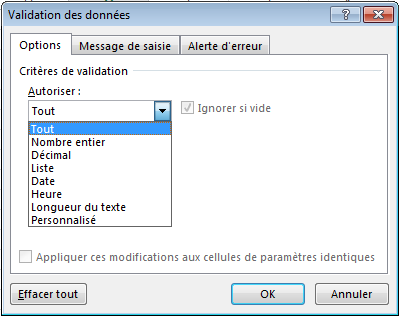 Validation des données
Options Message de saisie Alerte d'erreur
Critères de validation
Autoriser :
Tout Ignorer si vide
Tout
Nombre entier
Décimal
Liste
Date
Heure
Longueur du texte
Personnalisé
Appliquer ces modifications aux cellules de paramètres identiques
Effacer tout OK Annuler